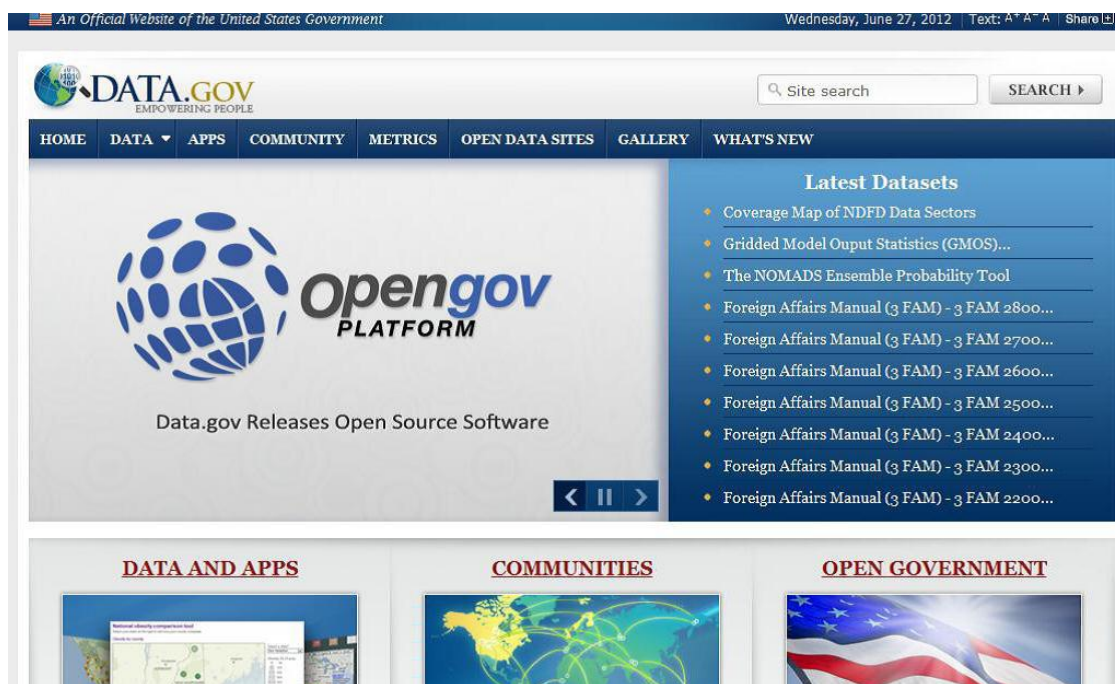 An Official Website of the United States Government
Wednesday, June 27, 2012 Text: A+ A- A Share
DATA.GOV
EMPOWERING PEOPLE
Site search
SEARCH
HOME DATA APPS COMMUNITY METRICS OPEN DATA SITES GALLERY WHAT'S NEW
opengov
PLATFORM
Data.gov Releases Open Source Software
Latest Datasets
Coverage Map of NDFD Data Sectors
Gridded Model Ouput Statistics (GMOS)...
The NOMADS Ensemble Probability Tool
Foreign Affairs Manual (3 FAM) - 3 FAM 2800...
Foreign Affairs Manual (3 FAM) - 3 FAM 2700...
Foreign Affairs Manual (3 FAM) - 3 FAM 2600...
Foreign Affairs Manual (3 FAM) - 3 FAM 2500...
Foreign Affairs Manual (3 FAM) - 3 FAM 2400...
Foreign Affairs Manual (3 FAM) - 3 FAM 2300...
Foreign Affairs Manual (3 FAM) - 3 FAM 2200...
DATA AND APPS
COMMUNITIES
OPEN GOVERNMENT
National obesity comparison tool